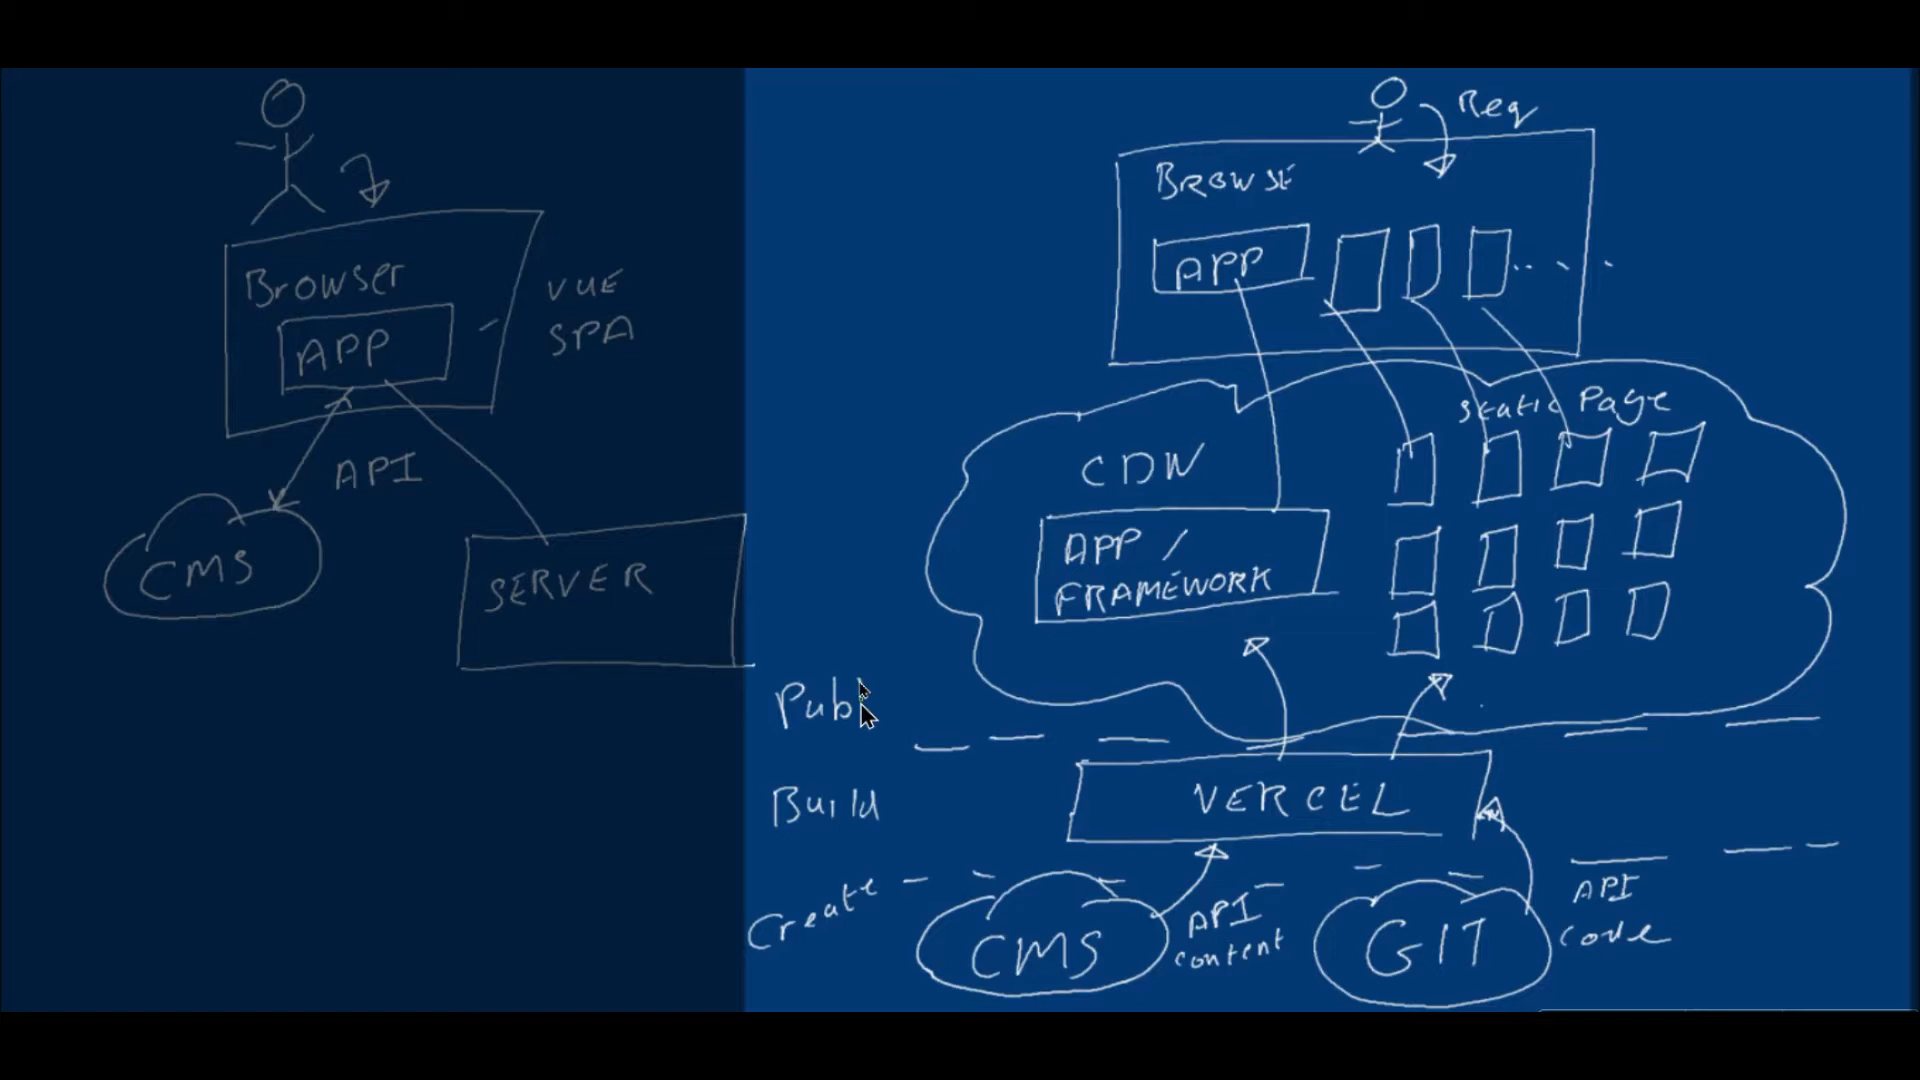 Browser
APP
VUE
SPA
API
CMS
SERVER
Req
BROWSE
APP
Static Page
CDN
APP /
FRAMEWORK
Pub
Build
VERCEL
Create
CMS
API
content
GIT
API
code